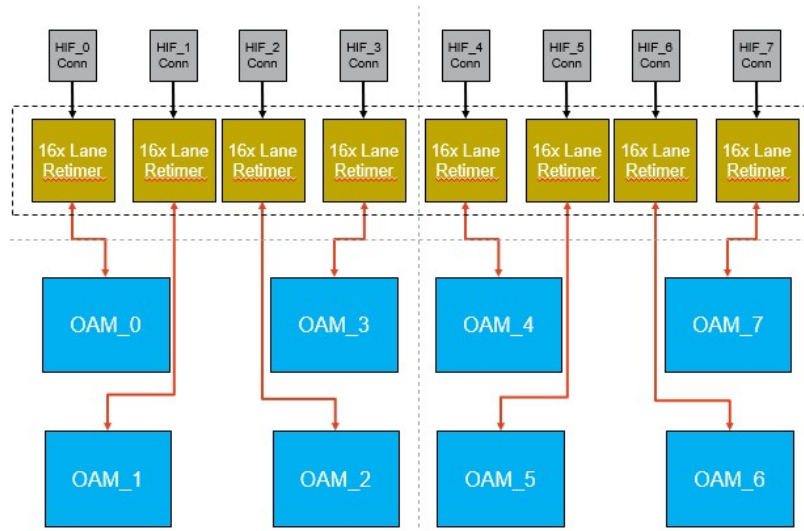 HIF_0
Conn
HIF_1
Conn
HIF_2
Conn
HIF_3
Conn
HIF_4
Conn
HIF_5
Conn
HIF_6
Conn
HIF_7
Conn
16x Lane
Retimer
16x Lane
Retimer
16x Lane
Retimer
16x Lane
Retimer
16x Lane
Retimer
16x Lane
Retimer
16x Lane
Retimer
16x Lane
Retimer
OAM_0
OAM_3
OAM_4
OAM_7
OAM_1
OAM_2
OAM_5
OAM_6